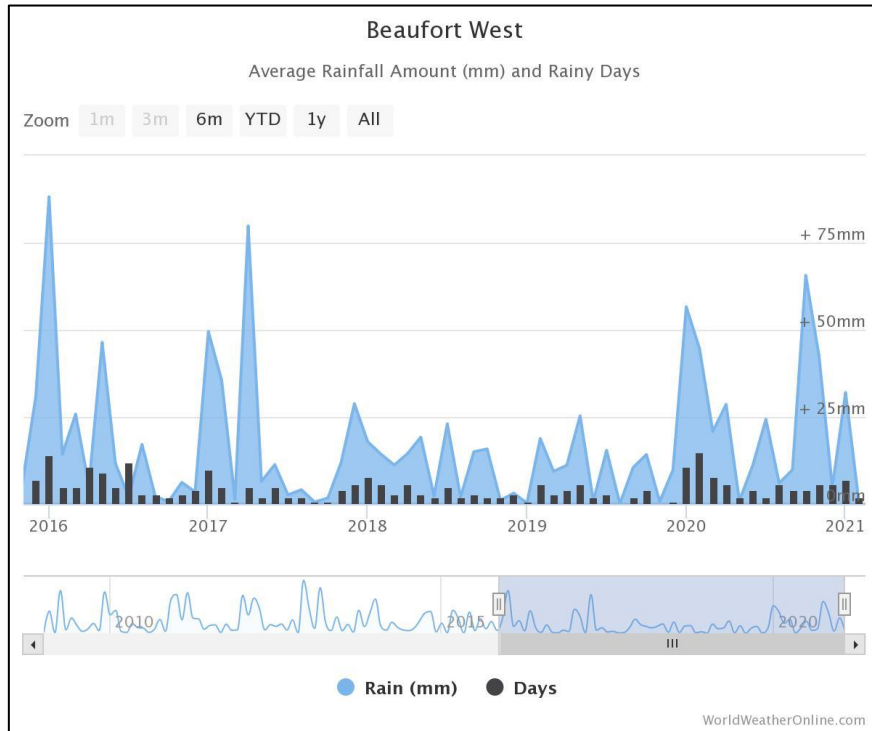 Beaufort West
Average Rainfall Amount (mm) and Rainy Days
Zoom 1m 3m 6m YTD 1y All
+ 75mm
+ 50mm
+ 25mm
0mm
2016 2017 2018 2019 2020 2021
2010 2015 2020
Rain (mm) Days
WorldWeatherOnline.com